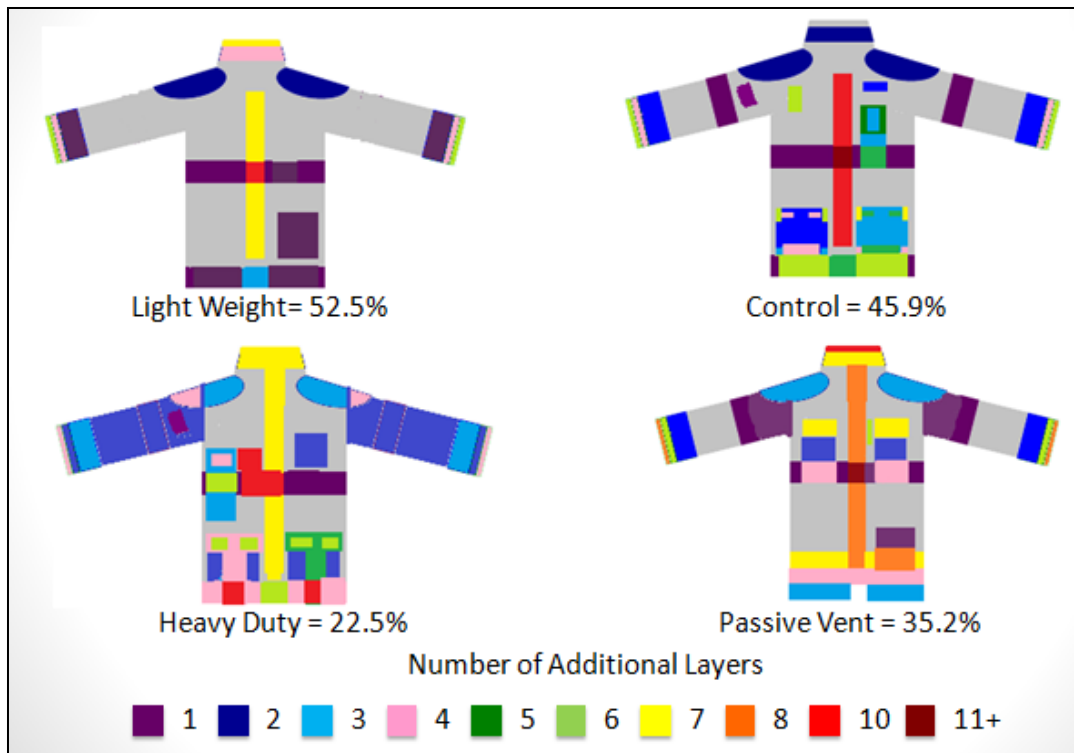 Light Weight= 52.5%
Control = 45.9%
Heavy Duty = 22.5%
Passive Vent = 35.2%
Number of Additional Layers
1 2 3 4 5 6 7 8 10 11+